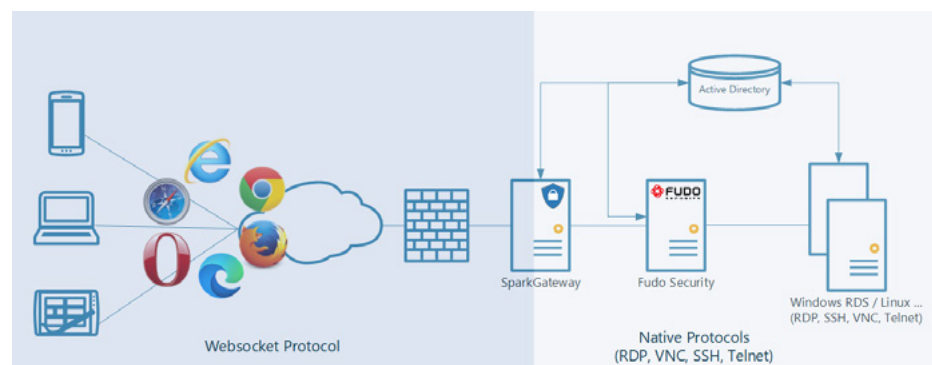 Active Directory
FUDO
SECURITY
SparkGateway
Fudo Security
Windows RDS / Linux ...
(RDP, SSH, VNC, Telnet)
Websocket Protocol
Native Protocols
(RDP, VNC, SSH, Telnet)